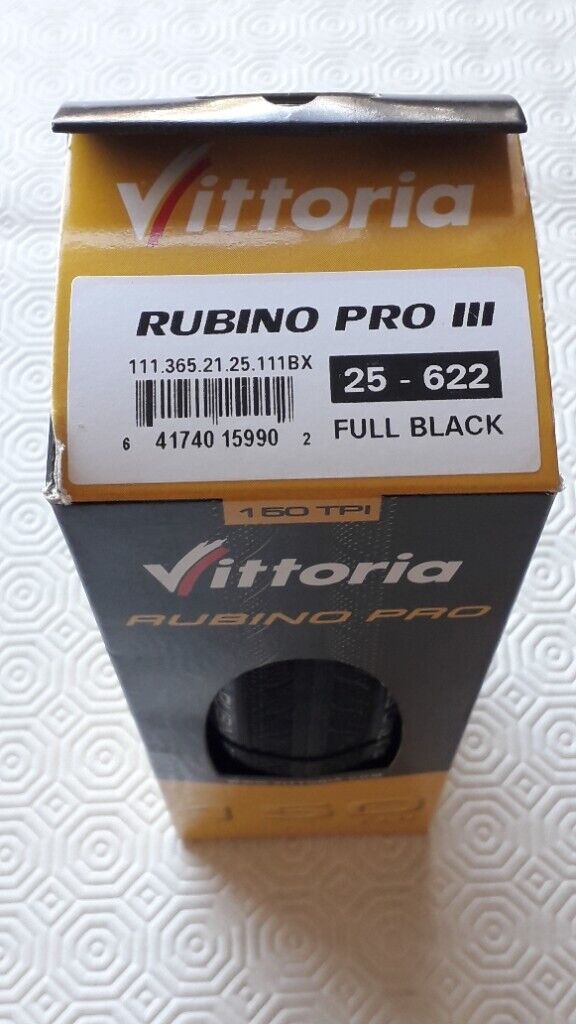 Vittoria
RUBINO PRO III
111.365.21.25.111BX
25 - 622
6 41740 15990 2
FULL BLACK
150 TPI
Vittoria
RUBINO PRO
150